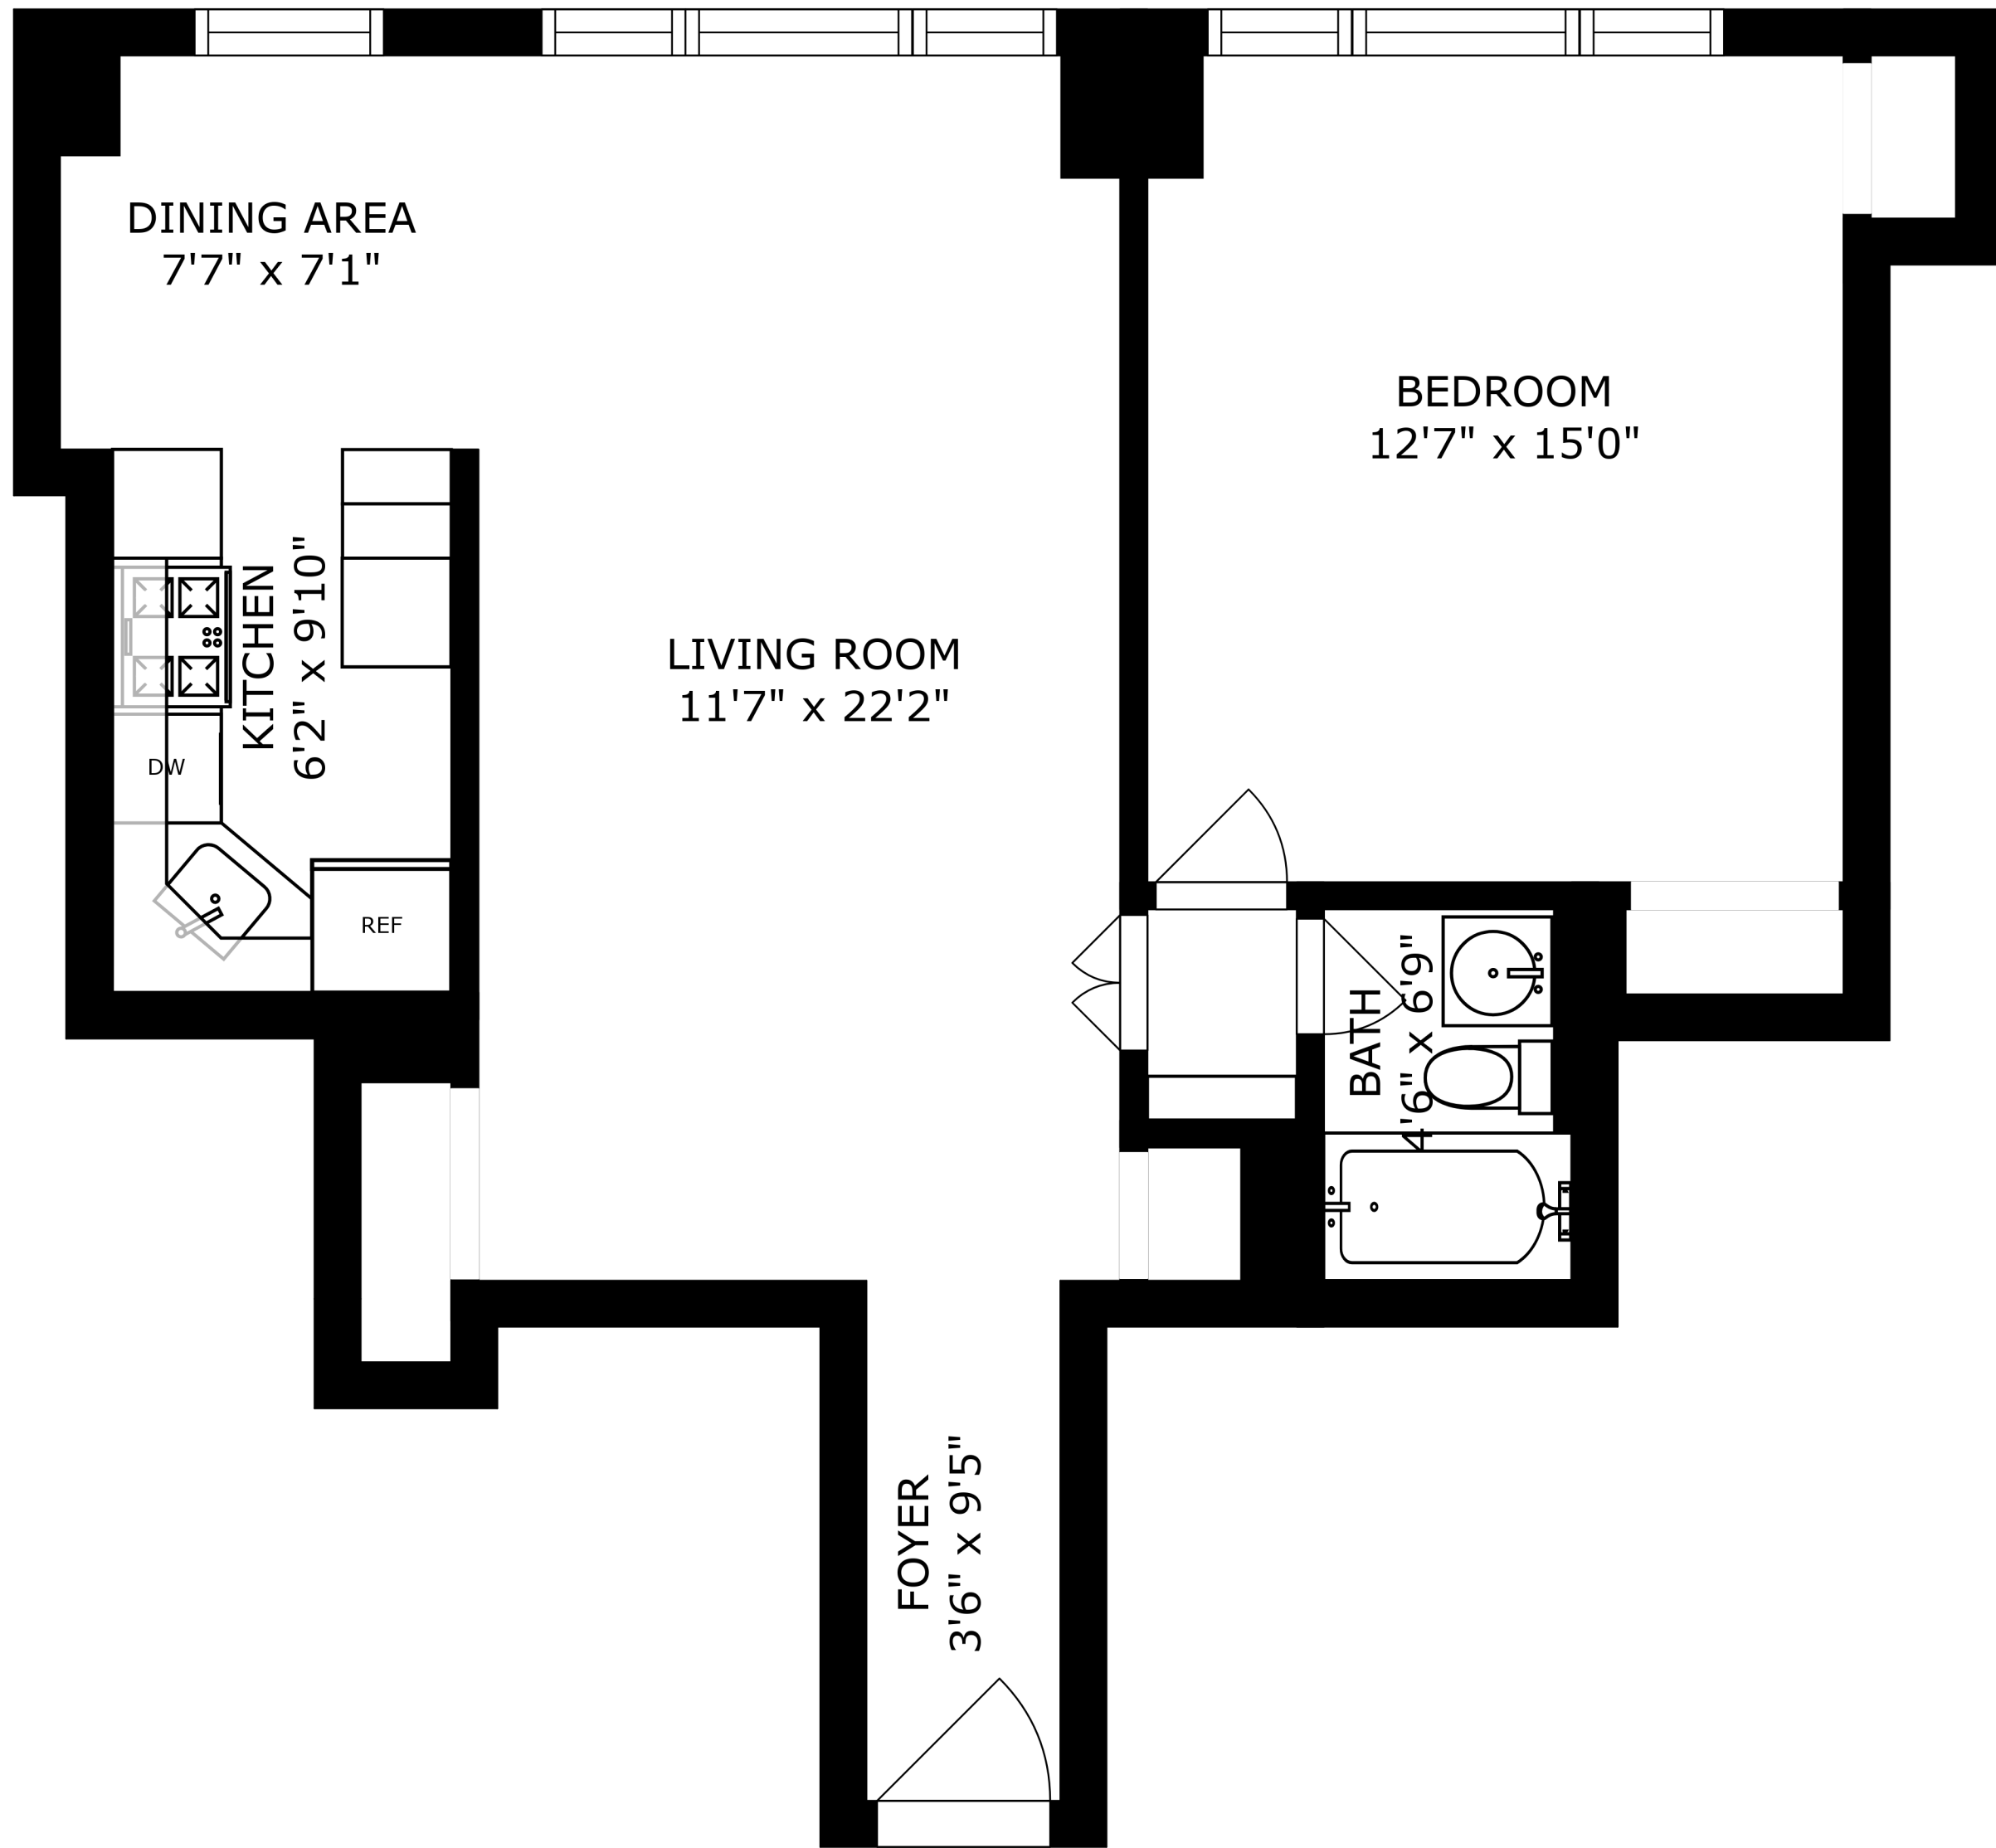 DINING AREA
7'7" x 7'1"
BEDROOM
12'7" x 15'0"
KITCHEN
6'2" x 9'10"
LIVING ROOM
11'7" x 22'2"
DW
REF
BATH
4'6" x 6'9"
FOYER
3'6" x 9'5"